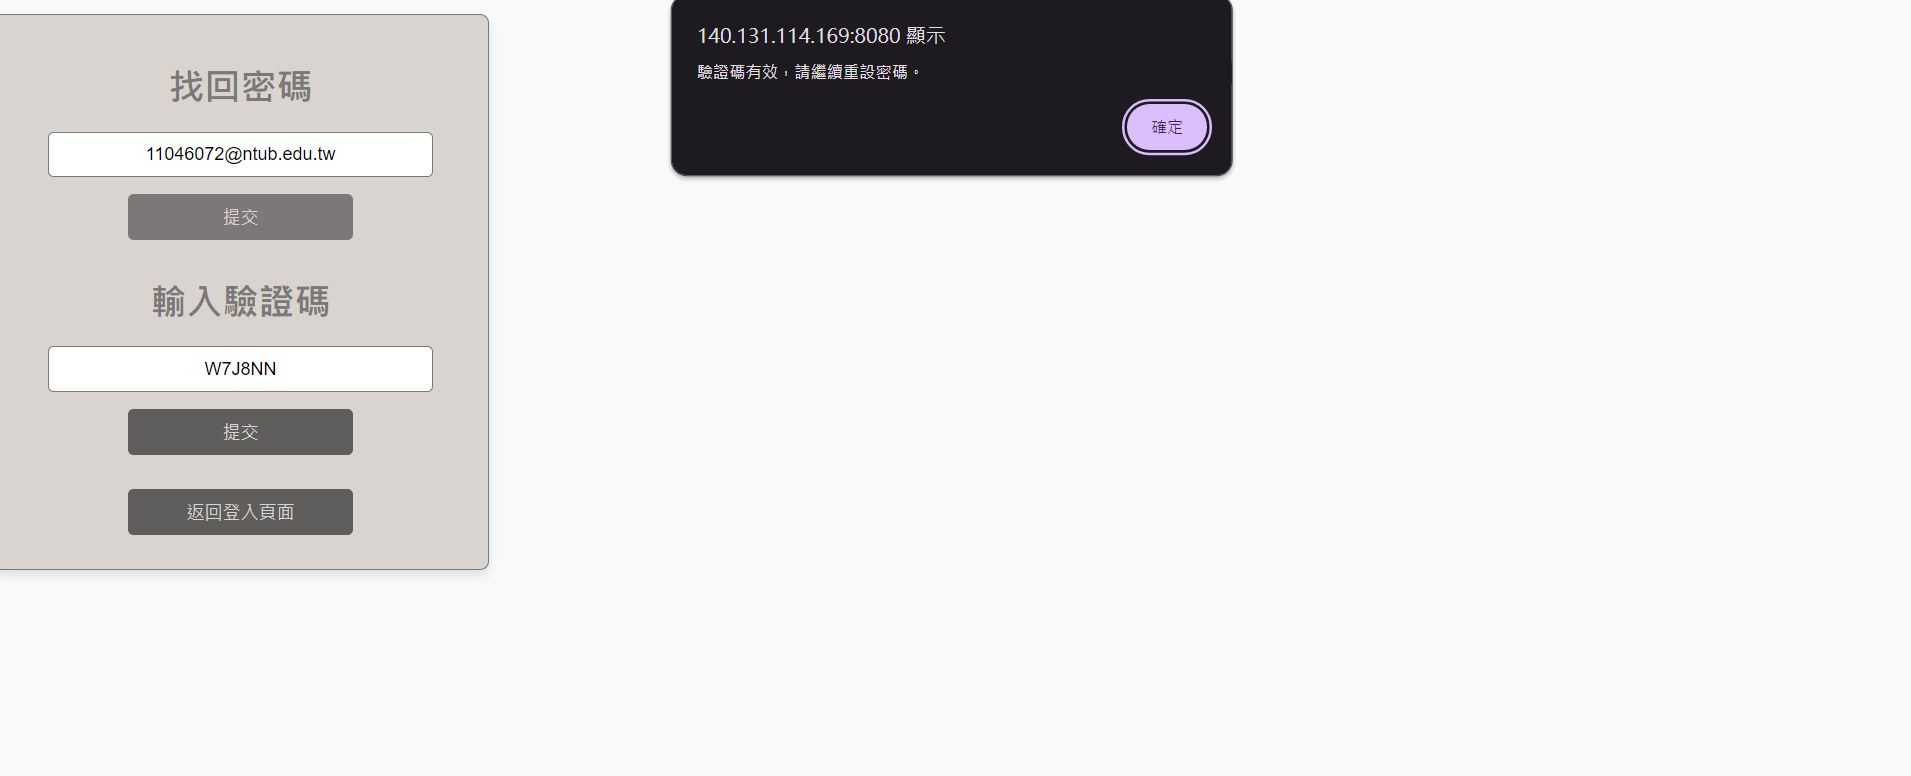 找回密碼
11046072@ntub.edu.tw
提交
輸入驗證碼
W7J8NN
提交
返回登入頁面
140.131.114.169:8080 顯示
驗證碼有效，請繼續重設密碼。
確定